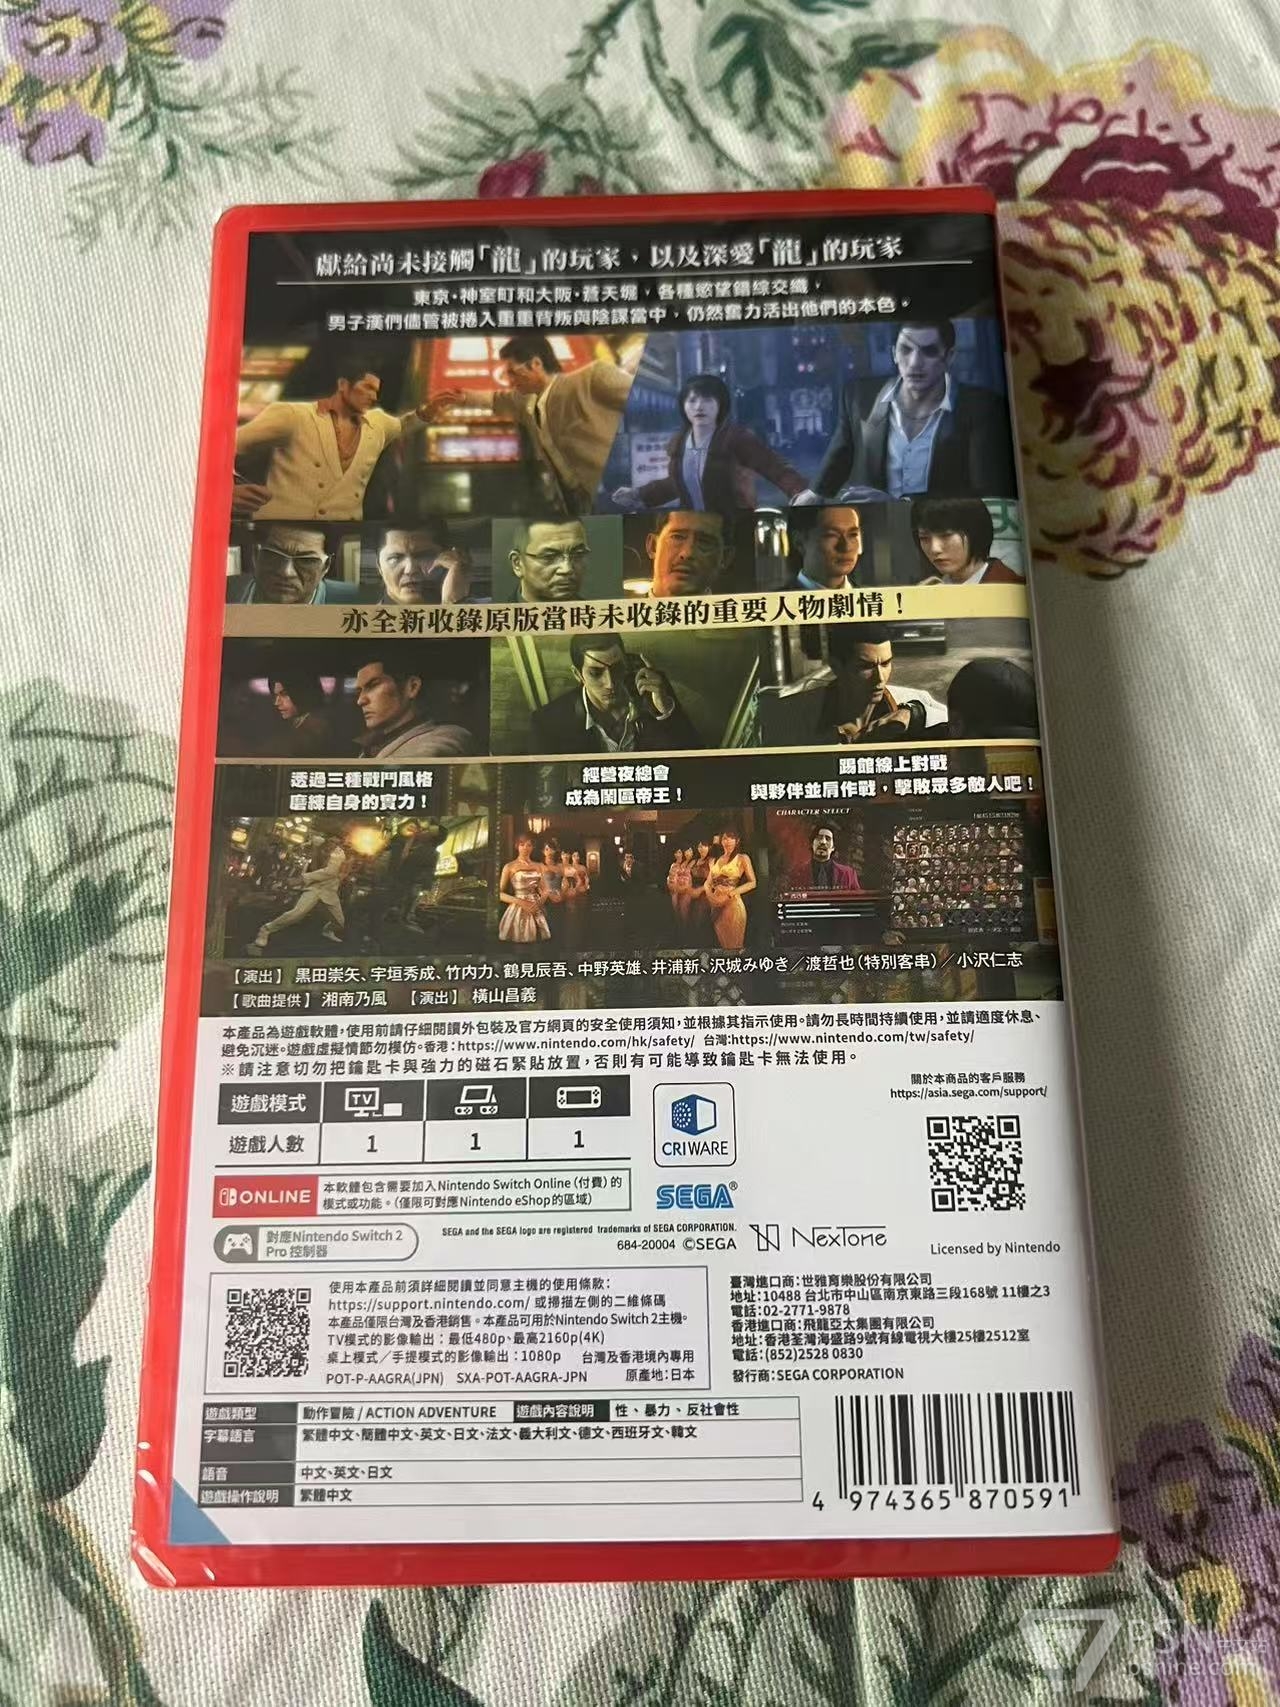 獻給尚未接觸「龍」的玩家，以及深愛「龍」的玩家
東京·神室町和大阪·蒼天堀，各種慾望錯綜交織，
男子漢們儘管被捲入重重背叛與陰謀當中，仍然奮力活出他們的本色。
亦全新收錄原版當時未收錄的重要人物劇情！
透過三種戰鬥風格
磨練自身的實力！
經營夜總會
成為鬧區帝王！
踢館線上對戰
與夥伴並肩作戰，擊敗眾多敵人吧！
CHARACTER SELECT
【演出】黒田崇矢、宇垣秀成、竹内力、鶴見辰吾、中野英雄、井浦新、沢城みゆき／渡哲也（特別客串）／小沢仁志
【歌曲提供】湘南乃風 【演出】橫山昌義
本產品為遊戲軟體，使用前請仔細閱讀外包裝及官方網頁的安全使用須知，並根據其指示使用。請勿長時間持續使用，並請適度休息、
避免沉迷。遊戲虛擬情節勿模仿。香港：https://www.nintendo.com/hk/safety/ 台灣:https://www.nintendo.com/tw/safety/
※請注意切勿把鑰匙卡與強力的磁石緊貼放置，否則有可能導致鑰匙卡無法使用。
遊戲模式 TV
遊戲人數 1 1 1
CRIWARE
關於本商品的客戶服務
https://asia.sega.com/support/
ONLINE
本軟體包含需要加入Nintendo Switch Online（付費）的
模式或功能。（僅限可對應Nintendo eShop的區域）
SEGA®
對應Nintendo Switch 2
Pro 控制器
SEGA and the SEGA logo are registered trademarks of SEGA CORPORATION.
684-20004 ©SEGA
NexTone
Licensed by Nintendo
使用本產品前須詳細閱讀並同意主機的使用條款：
https://support.nintendo.com/ 或掃描左側的二維條碼
本產品僅限台灣及香港銷售。本產品可用於Nintendo Switch 2主機。
TV模式的影像輸出：最低480p、最高2160p(4K)
桌上模式／手提模式的影像輸出：1080p 台灣及香港境內專用
POT-P-AAGRA(JPN) SXA-POT-AAGRA-JPN 原產地：日本
臺灣進口商：世雅育樂股份有限公司
地址：10488 台北市中山區南京東路三段168號 11樓之3
電話：02-2771-9878
香港進口商：飛龍亞太集團有限公司
地址：香港荃灣海盛路9號有線電視大樓25樓2512室
電話：(852)2528 0830
發行商：SEGA CORPORATION
遊戲類型 動作冒險 / ACTION ADVENTURE 遊戲內容說明 性、暴力、反社會性
字幕語言 繁體中文、簡體中文、英文、日文、法文、義大利文、德文、西班牙文、韓文
語音 中文、英文、日文
遊戲操作說明 繁體中文
4 974365 870591
PSN中文站
psnine.com